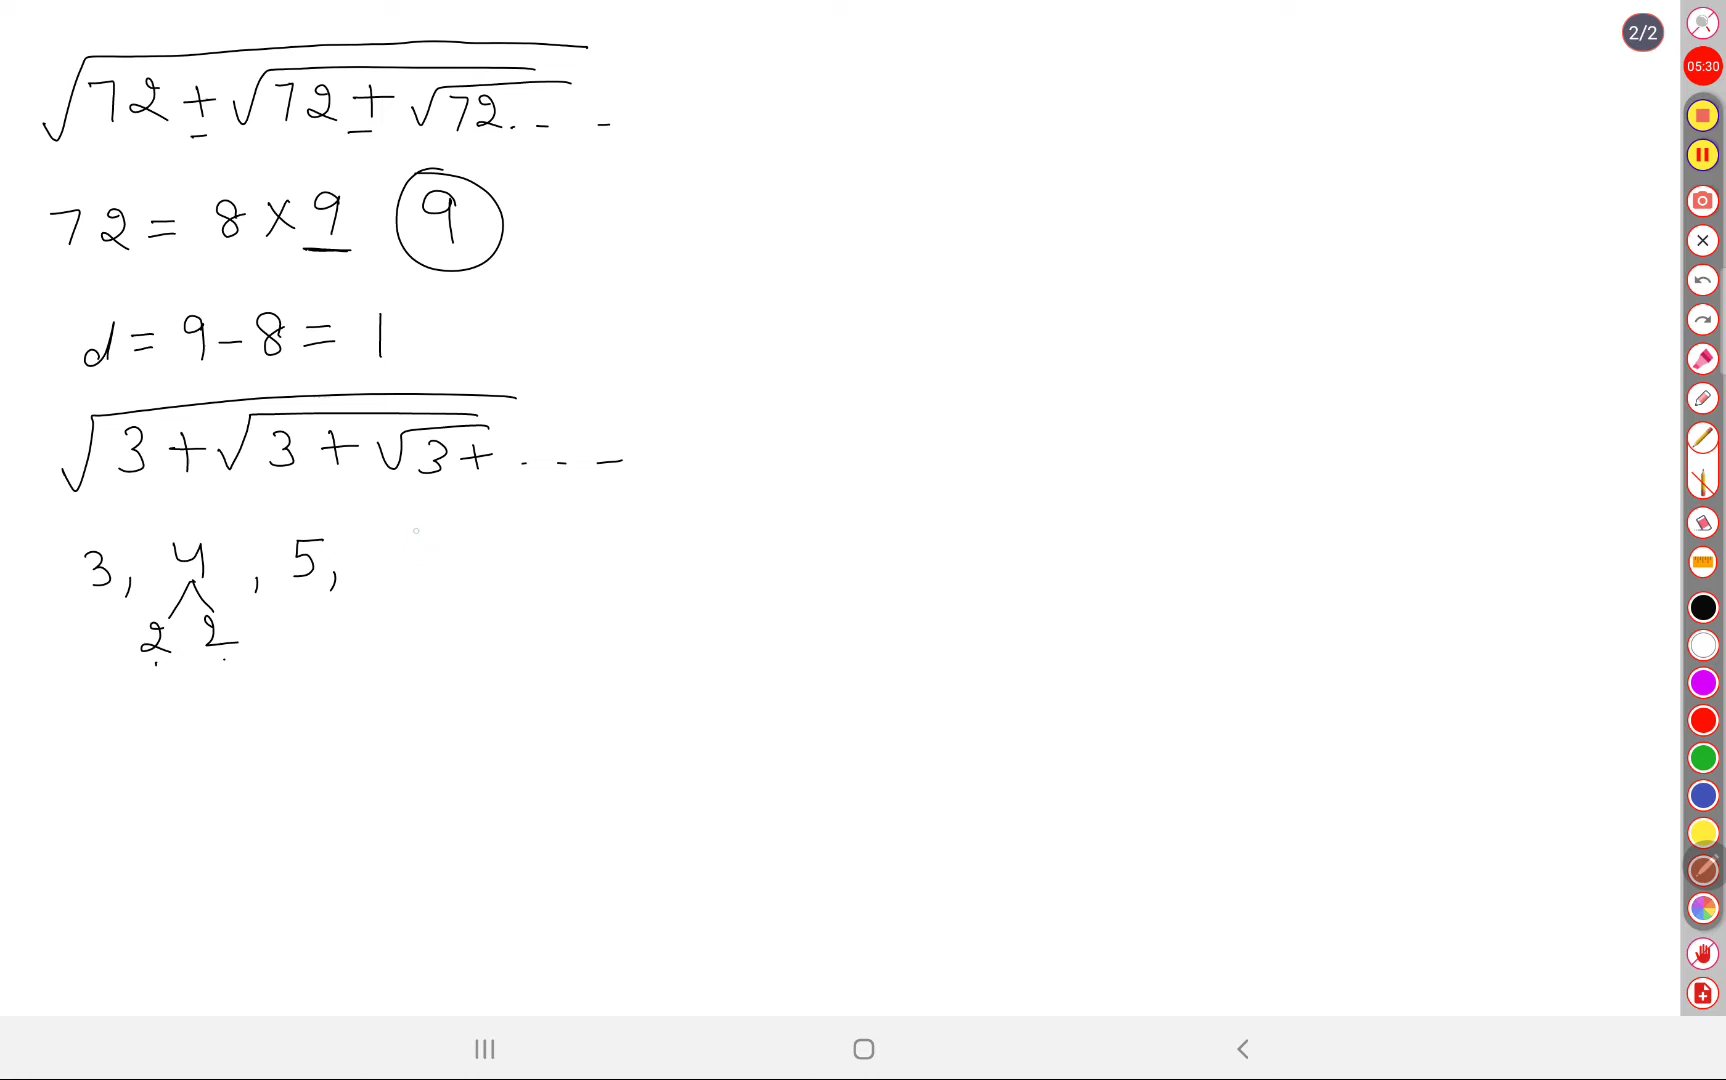 2/2
05:30
√72 + √72 + √72. - -
72 = 8 × 9 9
d = 9 - 8 = 1
√3 + √3 + √3 + - - -
3, 4, 5,
2 2